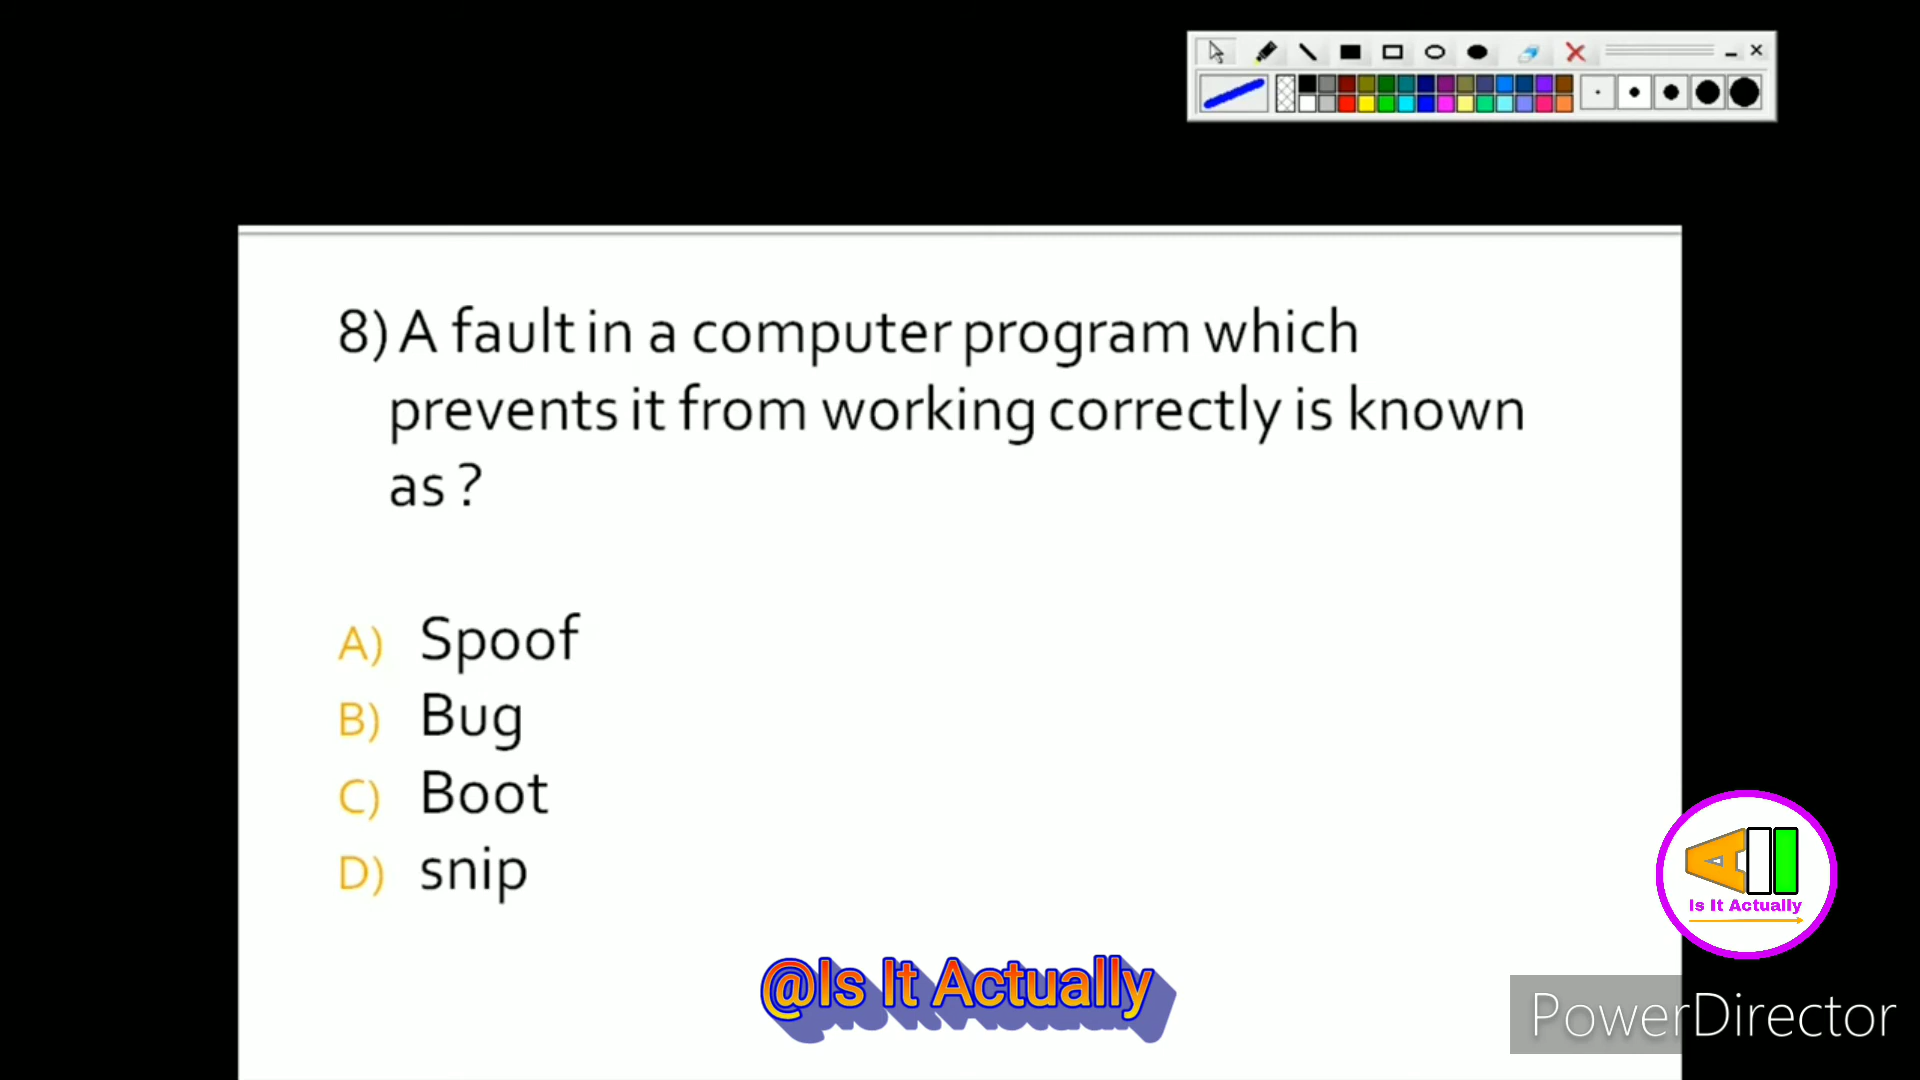 8) A fault in a computer program which
prevents it from working correctly is known
as ?
A) Spoof
B) Bug
C) Boot
D) snip
Is It Actually
@Is It Actually
PowerDirector